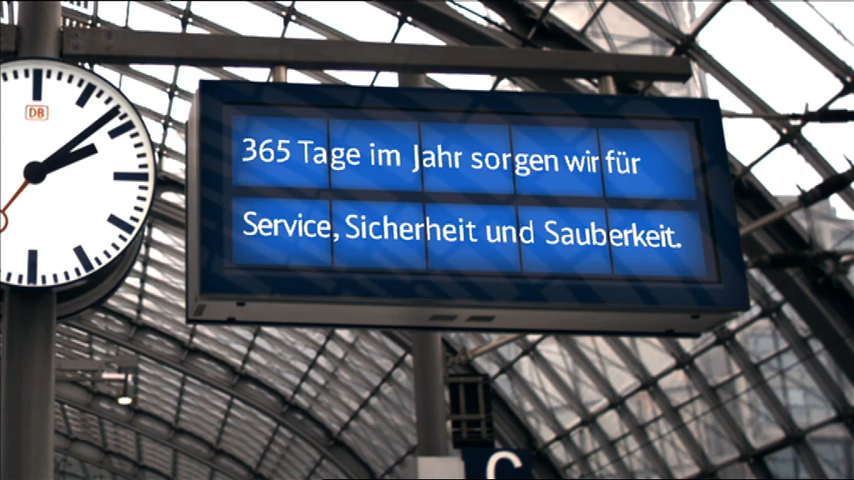 DB
365 Tage im Jahr sorgen wir für
Service, Sicherheit und Sauberkeit.
C